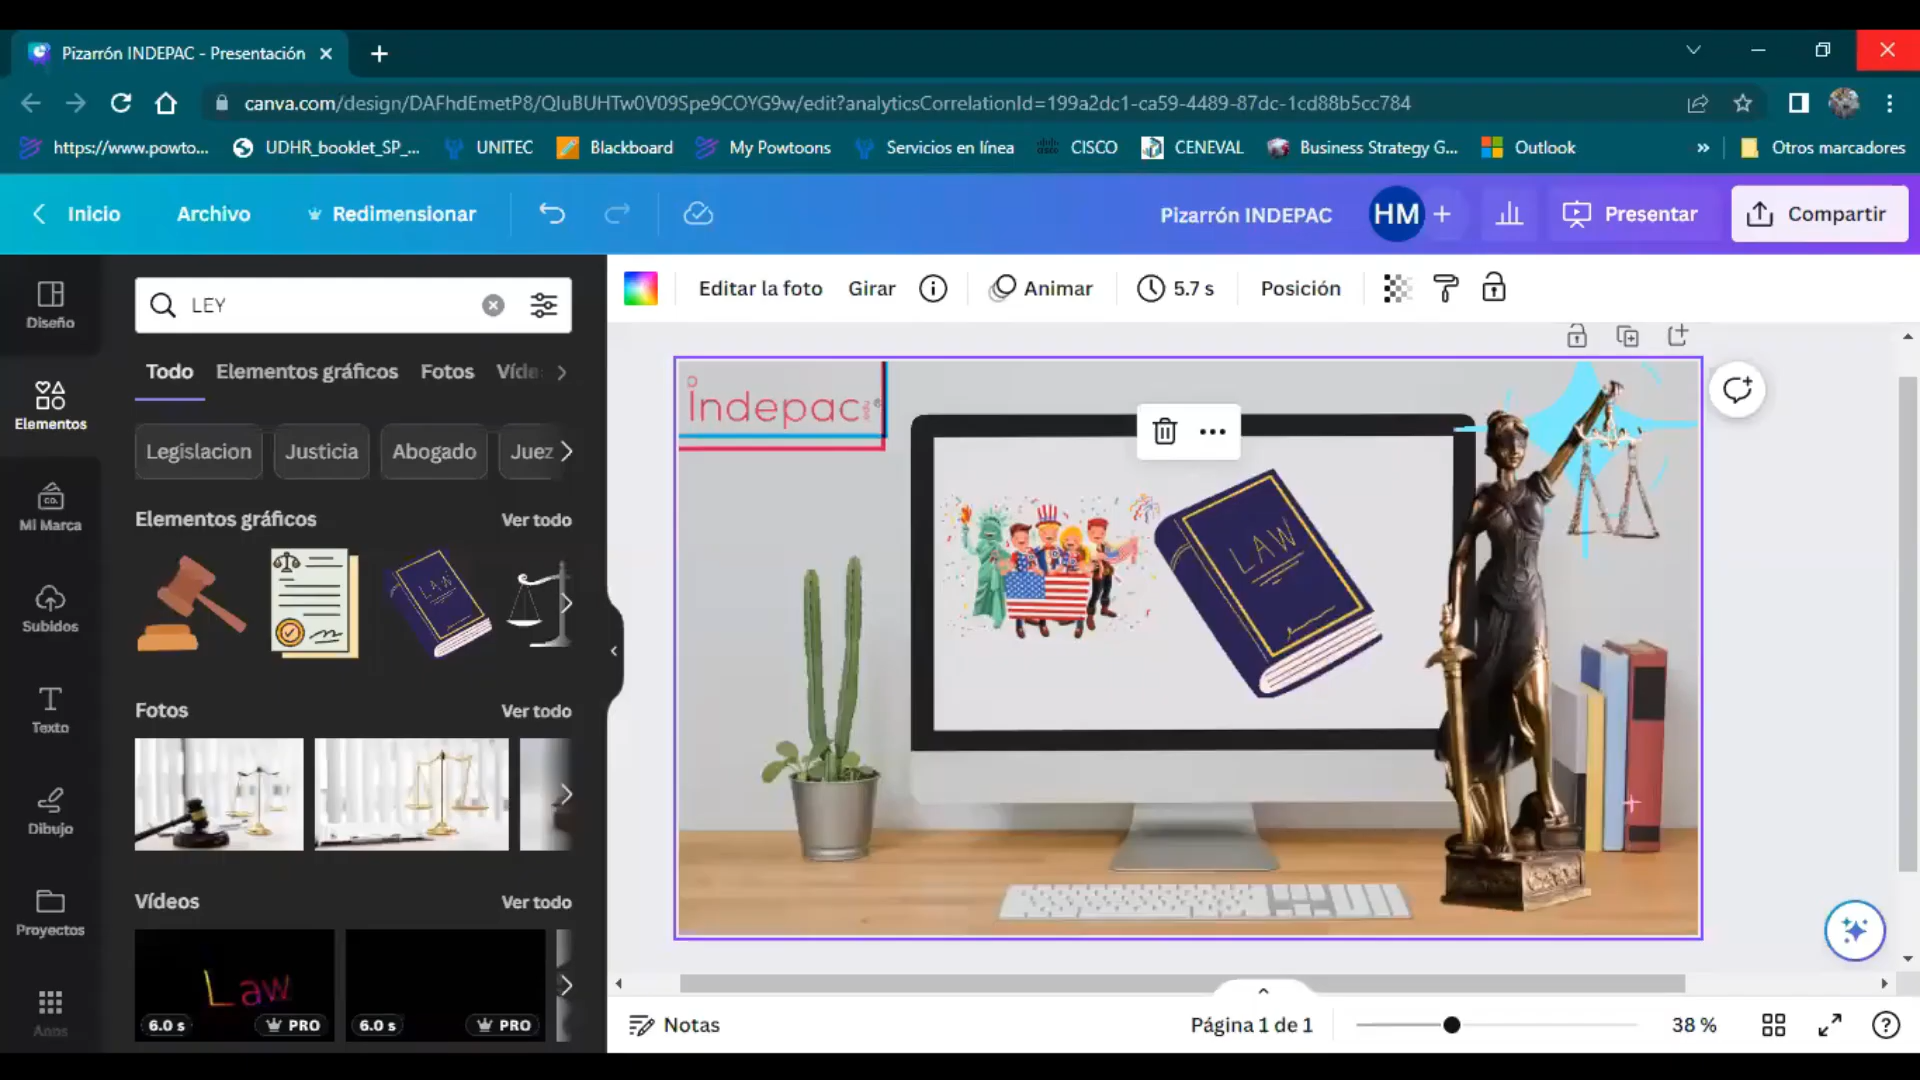 Pizarrón INDEPAC - Presentación
canva.com/design/DAFhdEmetP8/QIuBUHTw0V09Spe9COYG9w/edit?analyticsCorrelationId=199a2dc1-ca59-4489-87dc-1cd88b5cc784
https://www.powto... UDHR_booklet_SP_... UNITEC Blackboard My Powtoons Servicios en línea CISCO CENEVAL Business Strategy G... Outlook » Otros marcadores
Inicio Archivo Redimensionar Pizarrón INDEPAC HM + Presentar Compartir
LEY
Editar la foto Girar Animar 5.7 s Posición
Diseño
Todo Elementos gráficos Fotos Víde
Indepac
Elementos
Legislacion Justicia Abogado Juez
Mi Marca
Elementos gráficos Ver todo
LAW
LAW
Subidos
Texto
Fotos Ver todo
Dibujo
Proyectos
Vídeos Ver todo
Law
6.0 s PRO 6.0 s PRO
Apps
Notas Página 1 de 1 38 %